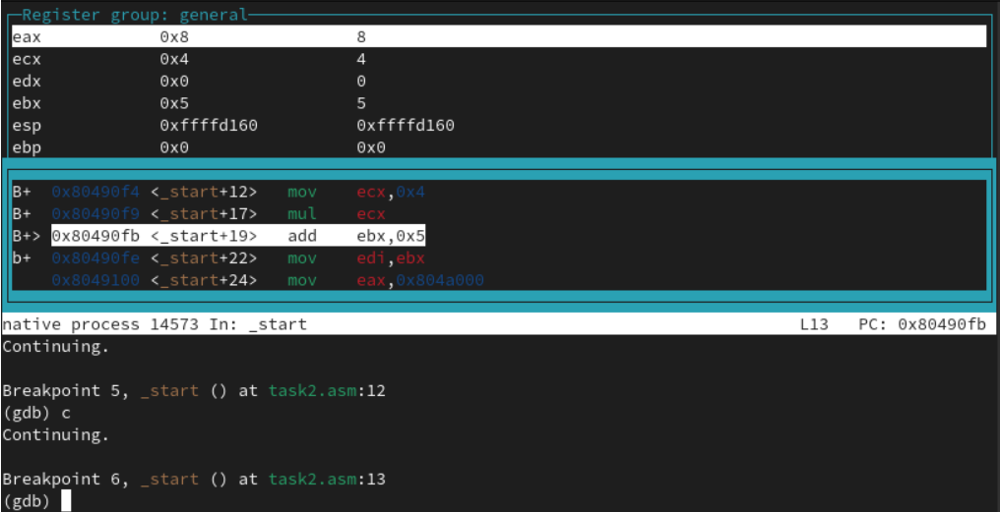 Register group: general
eax 0x8 8
ecx 0x4 4
edx 0x0 0
ebx 0x5 5
esp 0xffffd160 0xffffd160
ebp 0x0 0x0
B+ 0x80490f4 <_start+12> mov ecx,0x4
B+ 0x80490f9 <_start+17> mul ecx
B+> 0x80490fb <_start+19> add ebx,0x5
b+ 0x80490fe <_start+22> mov edi,ebx
0x8049100 <_start+24> mov eax,0x804a000
native process 14573 In: _start L13 PC: 0x80490fb
Continuing.
Breakpoint 5, _start () at task2.asm:12
(gdb) c
Continuing.
Breakpoint 6, _start () at task2.asm:13
(gdb)